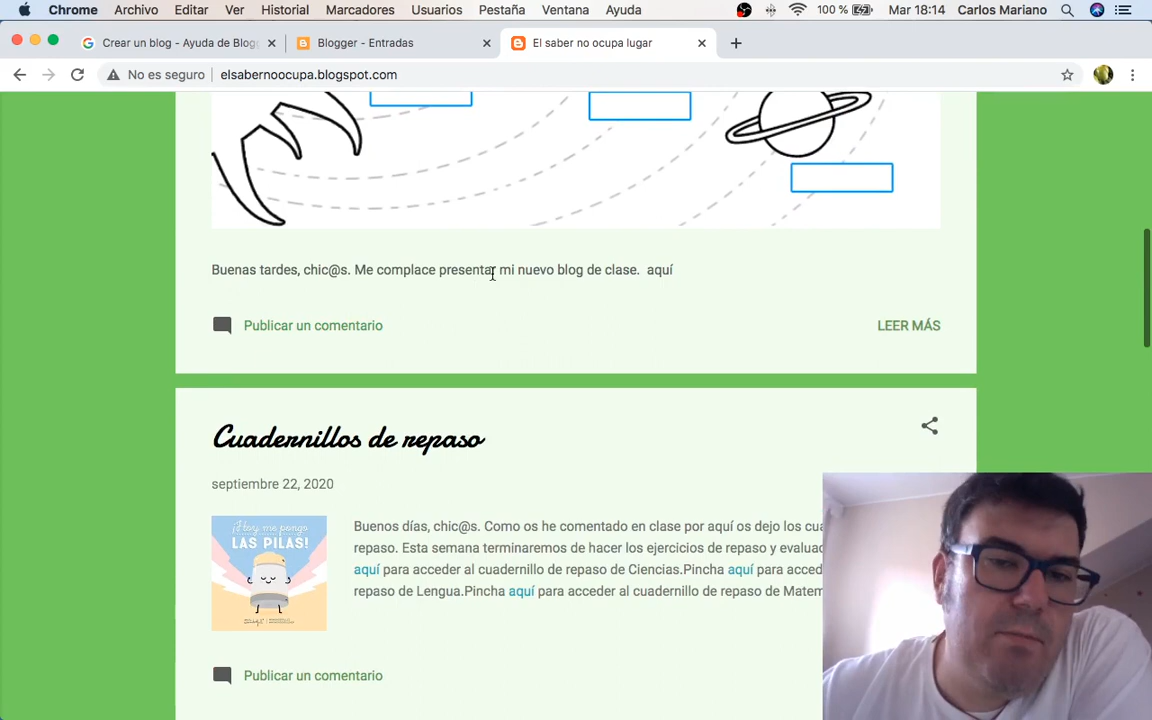 Chrome Archivo Editar Ver Historial Marcadores Usuarios Pestaña Ventana Ayuda 100 % Mar 18:14 Carlos Mariano
Crear un blog - Ayuda de Blog
Blogger - Entradas
El saber no ocupa lugar
No es seguro elsabernoocupa.blogspot.com
Buenas tardes, chic@s. Me complace presentar mi nuevo blog de clase. aquí
Publicar un comentario
LEER MÁS
Cuadernillos de repaso
septiembre 22, 2020
¡Hoy me pongo
LAS PILAS!
Buenos días, chic@s. Como os he comentado en clase por aquí os dejo los cua
repaso. Esta semana terminaremos de hacer los ejercicios de repaso y evaluac
aquí para acceder al cuadernillo de repaso de Ciencias.Pincha aquí para acced
repaso de Lengua.Pincha aquí para acceder al cuadernillo de repaso de Matem
Publicar un comentario